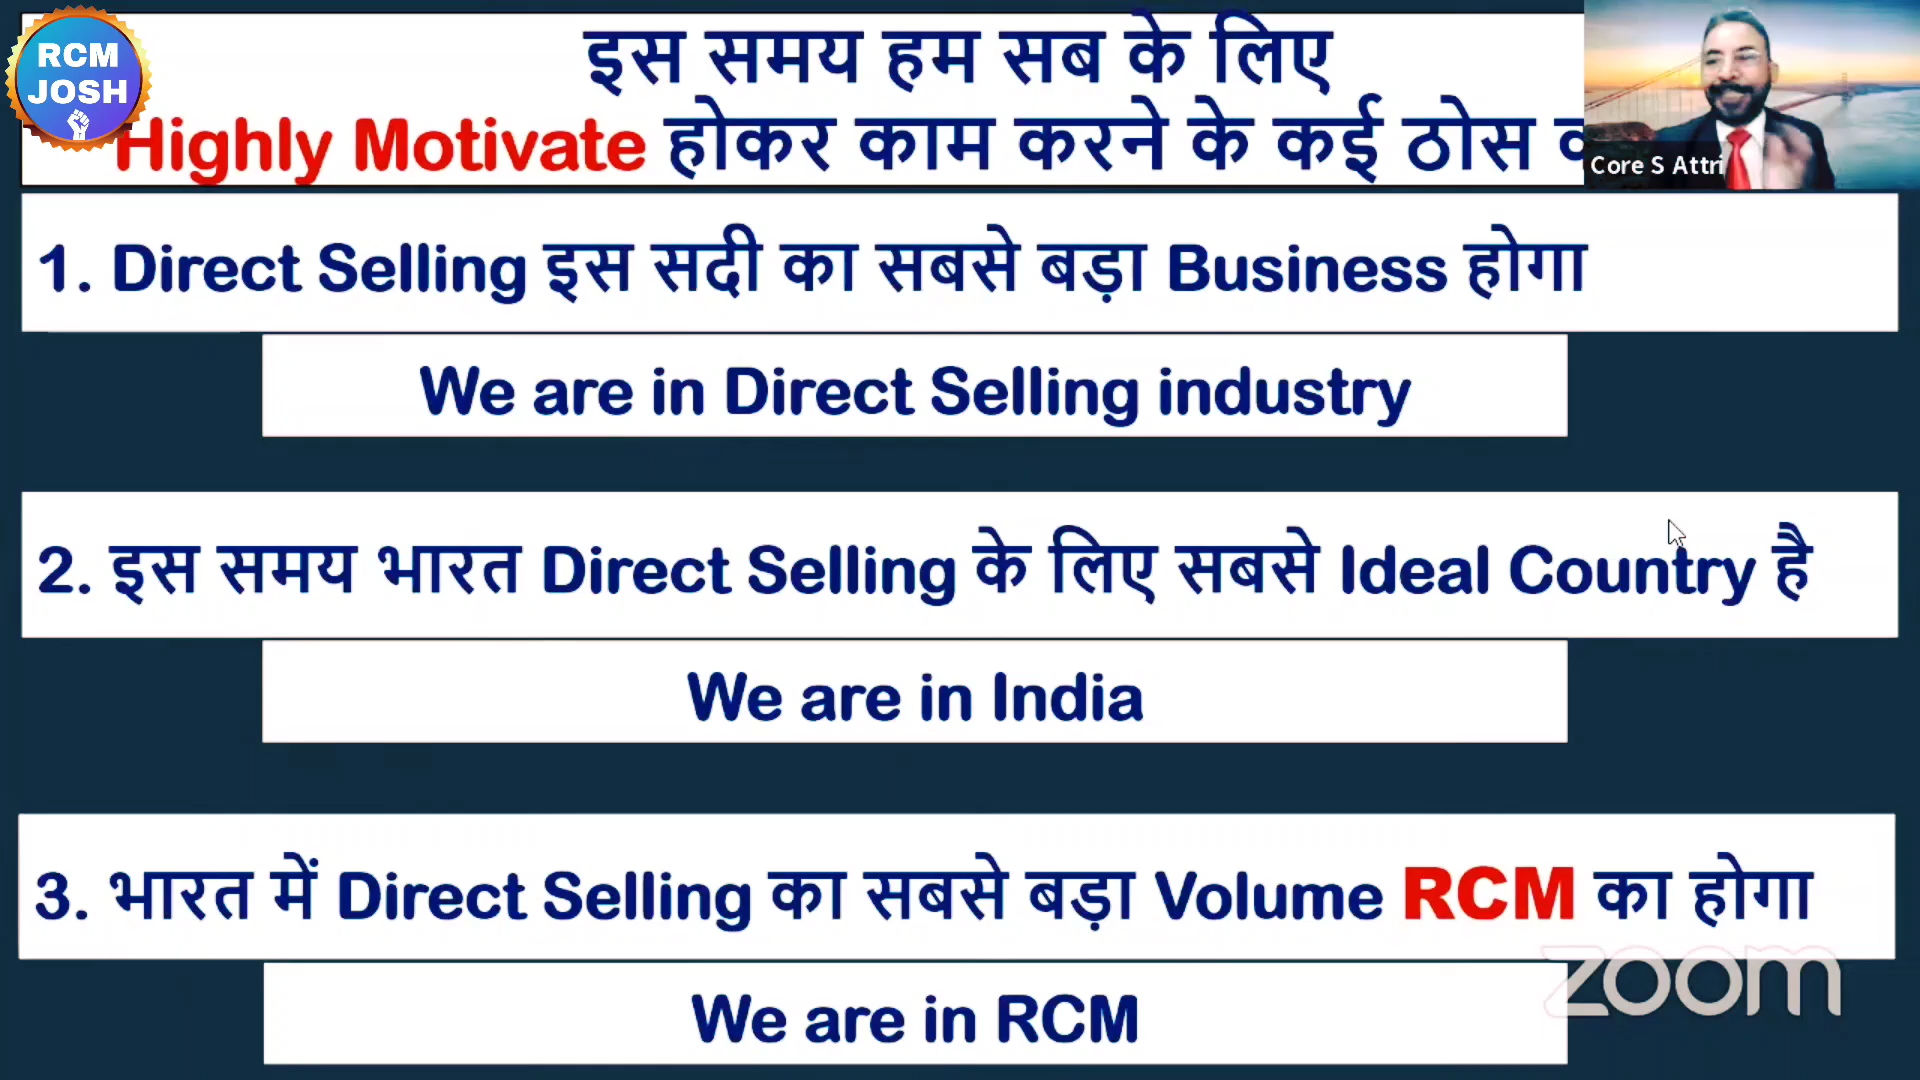 RCM
JOSH
इस समय हम सब के लिए
Highly Motivate होकर काम करने के कई ठोस
Core S Attri
1. Direct Selling इस सदी का सबसे बड़ा Business होगा
We are in Direct Selling industry
2. इस समय भारत Direct Selling के लिए सबसे Ideal Country है
We are in India
3. भारत में Direct Selling का सबसे बड़ा Volume RCM का होगा
We are in RCM
zoom